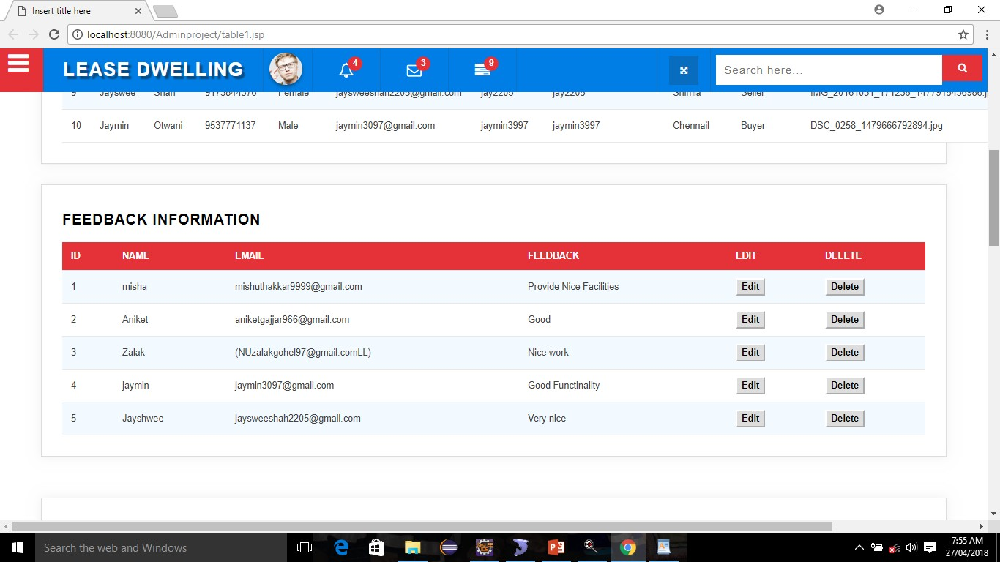 Insert title here
localhost:8080/Adminproject/table1.jsp
LEASE DWELLING 4 3 9 Search here...
9 Jayswee Shah Female jaysweeshah2205@gmail.com jay2205 jay2205 Shimla Seller
10 Jaymin Otwani 9537771137 Male jaymin3097@gmail.com jaymin3997 jaymin3997 Chennail Buyer DSC_0258_1479666792894.jpg
FEEDBACK INFORMATION
ID NAME EMAIL FEEDBACK EDIT DELETE
1 misha mishuthakkar9999@gmail.com Provide Nice Facilities Edit Delete
2 Aniket aniketgajjar966@gmail.com Good Edit Delete
3 Zalak (NUzalakgohel97@gmail.comLL) Nice work Edit Delete
4 jaymin jaymin3097@gmail.com Good Functinality Edit Delete
5 Jayshwee jaysweeshah2205@gmail.com Very nice Edit Delete
Search the web and Windows
7:55 AM
27/04/2018